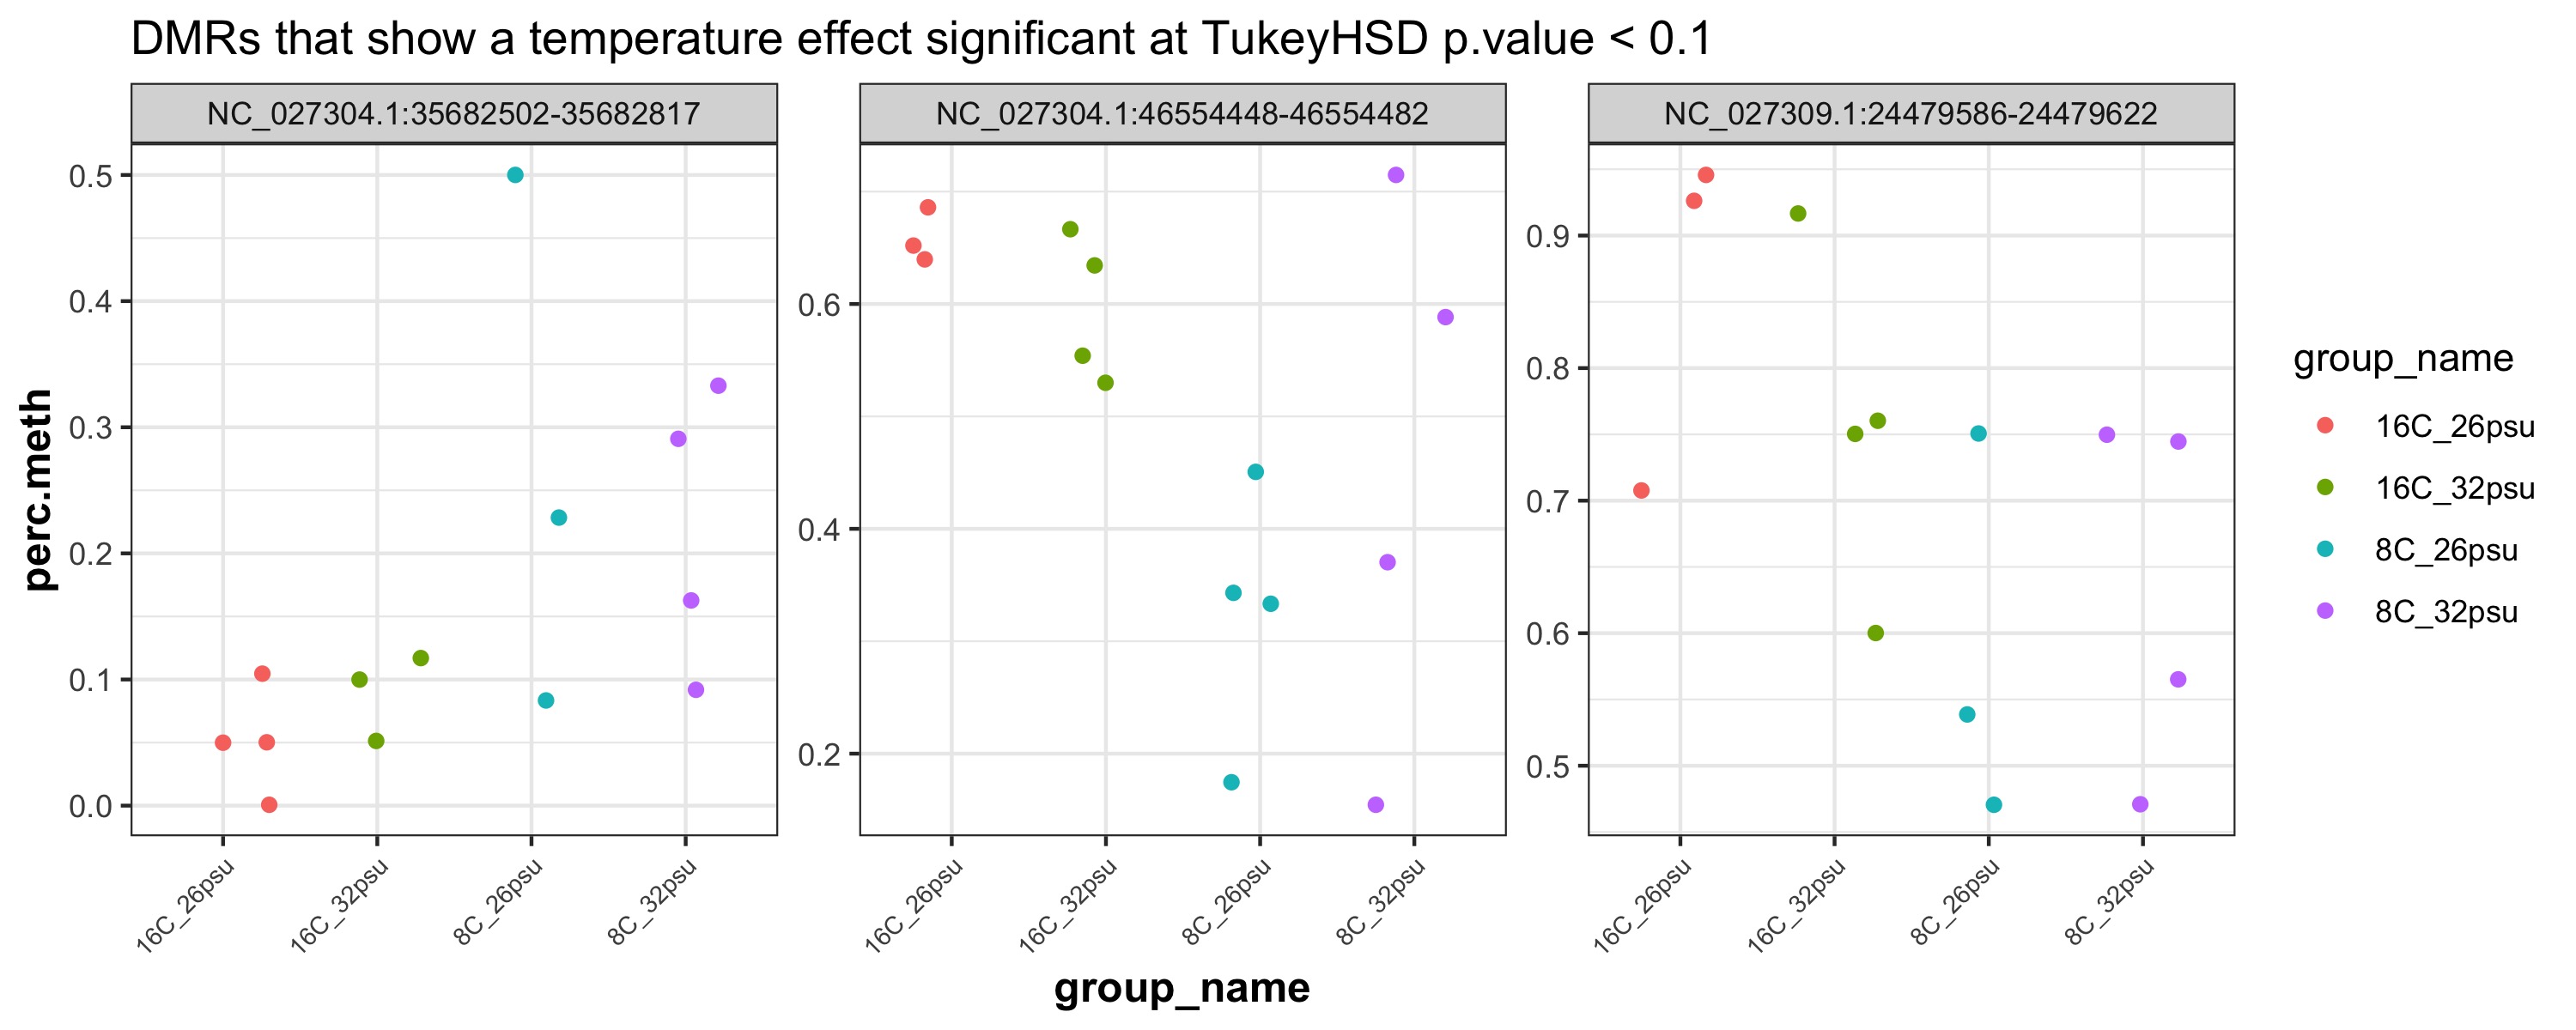 DMRs that show a temperature effect significant at TukeyHSD p.value < 0.1
NC_027304.1:35682502-35682817
NC_027304.1:46554448-46554482
NC_027309.1:24479586-24479622
perc.meth
0.5
0.4
0.3
0.2
0.1
0.0
0.6
0.4
0.2
0.9
0.8
0.7
0.6
0.5
16C_26psu
16C_32psu
8C_26psu
8C_32psu
16C_26psu
16C_32psu
8C_26psu
8C_32psu
16C_26psu
16C_32psu
8C_26psu
8C_32psu
group_name
group_name
16C_26psu
16C_32psu
8C_26psu
8C_32psu